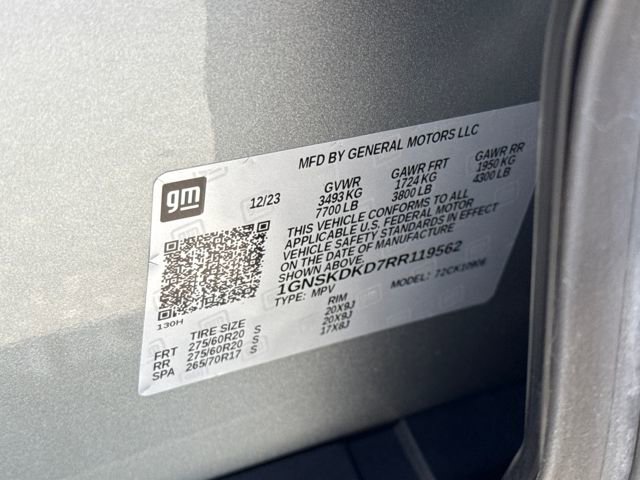 MFD BY GENERAL MOTORS LLC
gm
12/23
GVWR GAWR FRT GAWR RR
3493 KG 1724 KG 1950 KG
7700 LB 3800 LB 4300 LB
THIS VEHICLE CONFORMS TO ALL
APPLICABLE U.S. FEDERAL MOTOR
VEHICLE SAFETY STANDARDS IN EFFECT
ON THE DATE OF MANUFACTURE
SHOWN ABOVE.
1GNSKDKD7RR119562
TYPE: MPV MODEL: 72CK10906
130H
TIRE SIZE RIM
FRT 275/60R20 S 20X9J
RR 275/60R20 S 20X9J
SPA 265/70R17 S 17X8J